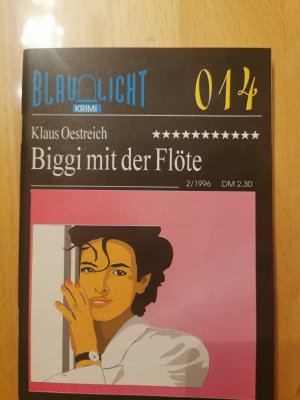 BLAULICHT
KRIMI
014
Klaus Oestreich
★★★★★★★★★★★
Biggi mit der Flöte
2/1996 DM 2,30